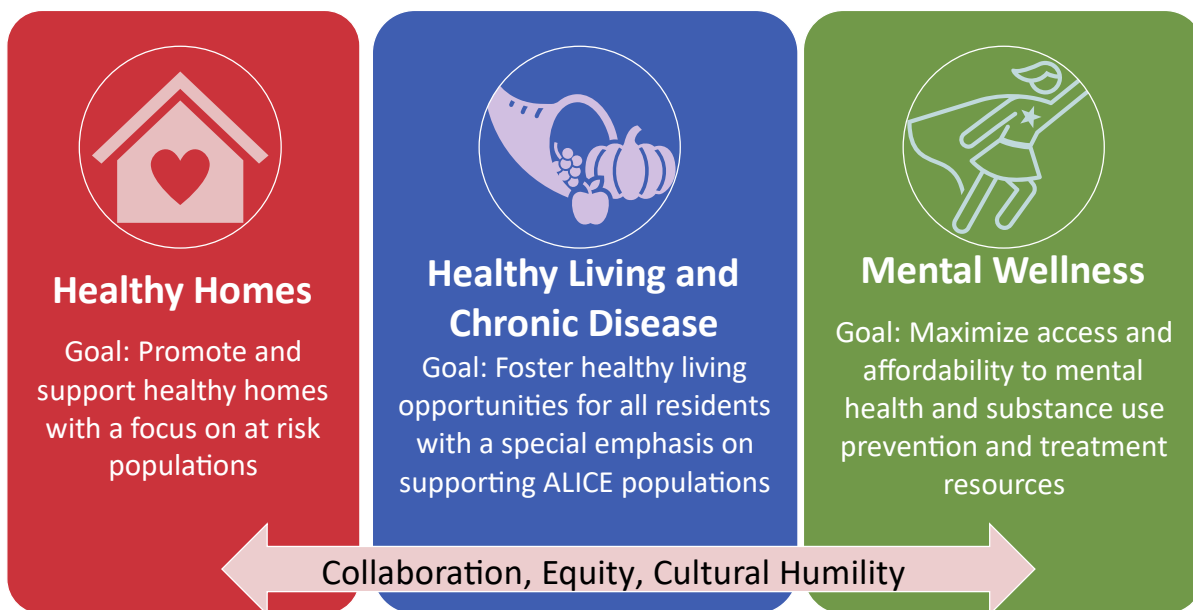 Healthy Homes
Goal: Promote and
support healthy homes
with a focus on at risk
populations
Healthy Living and
Chronic Disease
Goal: Foster healthy living
opportunities for all residents
with a special emphasis on
supporting ALICE populations
Mental Wellness
Goal: Maximize access and
affordability to mental
health and substance use
prevention and treatment
resources
Collaboration, Equity, Cultural Humility